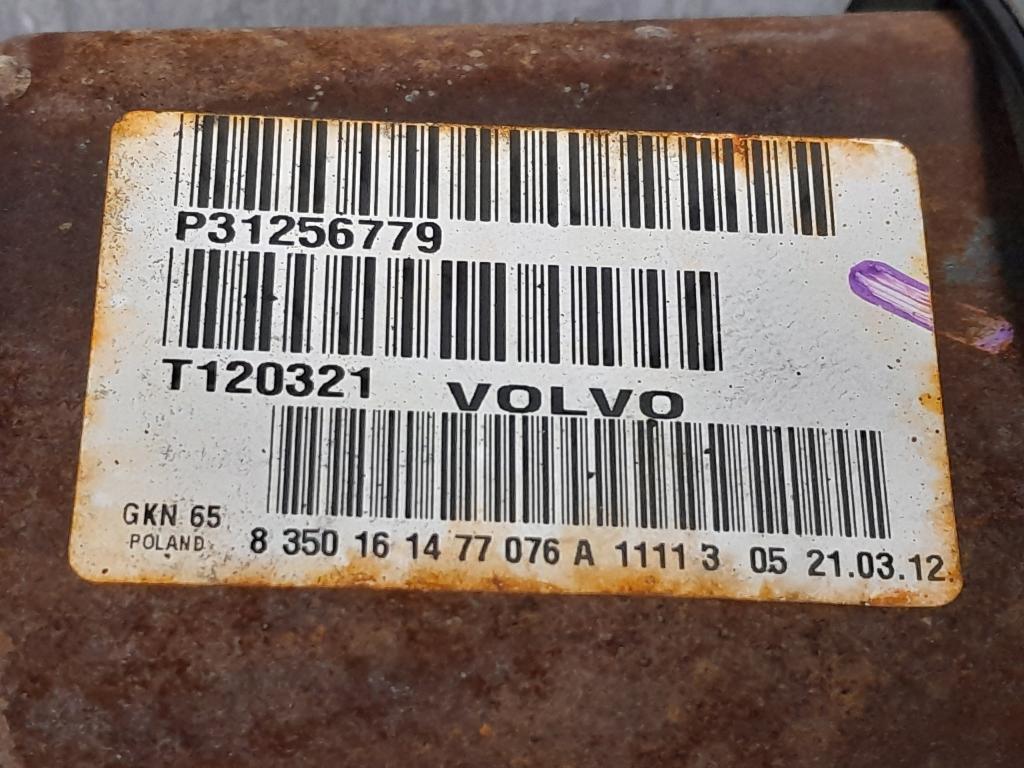 P31256779
T120321 VOLVO
GKN 65
POLAND 8 350 16 14 77 076 A 1111 3 05 21.03.12